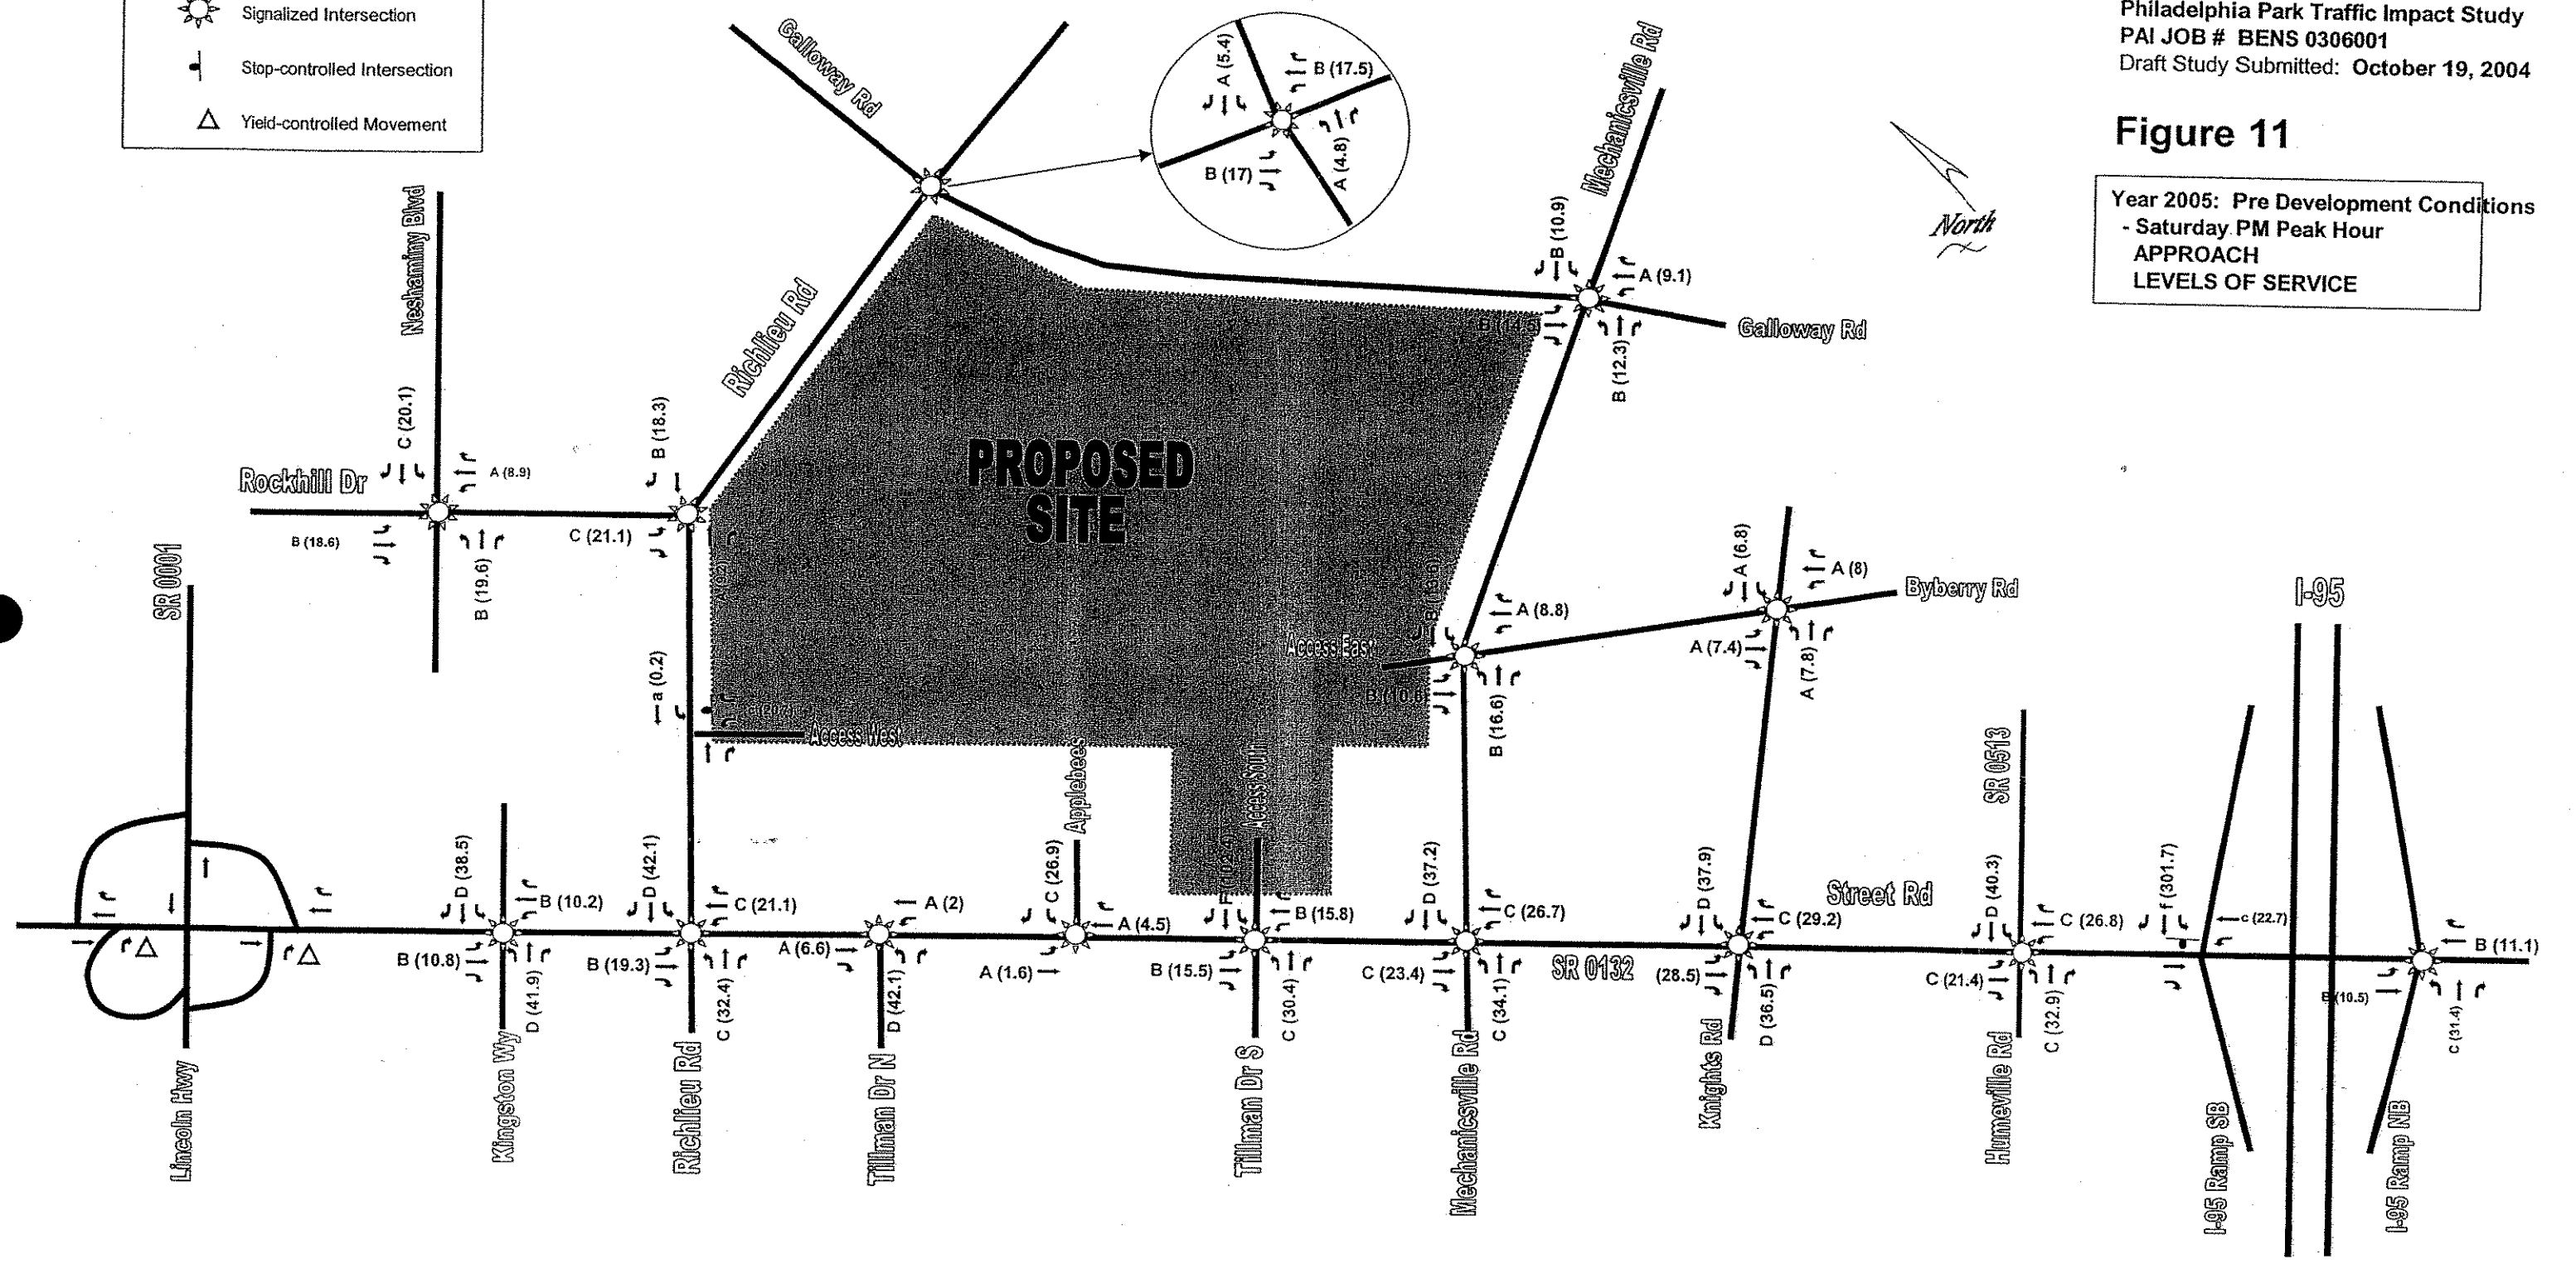 Signalized Intersection
Stop-controlled Intersection
Yield-controlled Movement
Philadelphia Park Traffic Impact Study
PAI JOB # BENS 0306001
Draft Study Submitted: October 19, 2004
Figure 11
Year 2005: Pre Development Conditions
- Saturday PM Peak Hour
APPROACH
LEVELS OF SERVICE
North
Galloway Rd
A (5.4)
B (17.5)
B (17)
A (4.8)
Mechanicsville Rd
B (10.9)
A (9.1)
B (14.5)
B (12.3)
Galloway Rd
Neshaminy Blvd
Richlieu Rd
C (20.1)
A (8.9)
Rockhill Dr
B (18.6)
B (19.6)
B (18.3)
C (21.1)
PROPOSED
SITE
SR 0001
a (0.2)
Access West
A (8.8)
Access East
B (10.6)
B (16.6)
A (6.8)
A (8)
Byberry Rd
A (7.4)
A (7.8)
I-95
SR 0513
Applebees
Access South
D (38.5)
B (10.2)
B (10.8)
D (41.9)
D (42.1)
C (21.1)
B (19.3)
C (32.4)
A (2)
A (6.6)
D (42.1)
C (26.9)
A (4.5)
A (1.6)
B (15.8)
B (15.5)
C (30.4)
D (37.2)
C (26.7)
C (23.4)
C (34.1)
SR 0132
D (37.9)
C (29.2)
(28.5)
D (36.5)
Street Rd
D (40.3)
C (26.8)
C (21.4)
C (32.9)
f (301.7)
c (22.7)
B (11.1)
B (10.5)
C (31.4)
Lincoln Hwy
Kingston Wy
Richlieu Rd
Tillman Dr N
Tillman Dr S
Mechanicsville Rd
Knights Rd
Humeville Rd
I-95 Ramp SB
I-95 Ramp NB